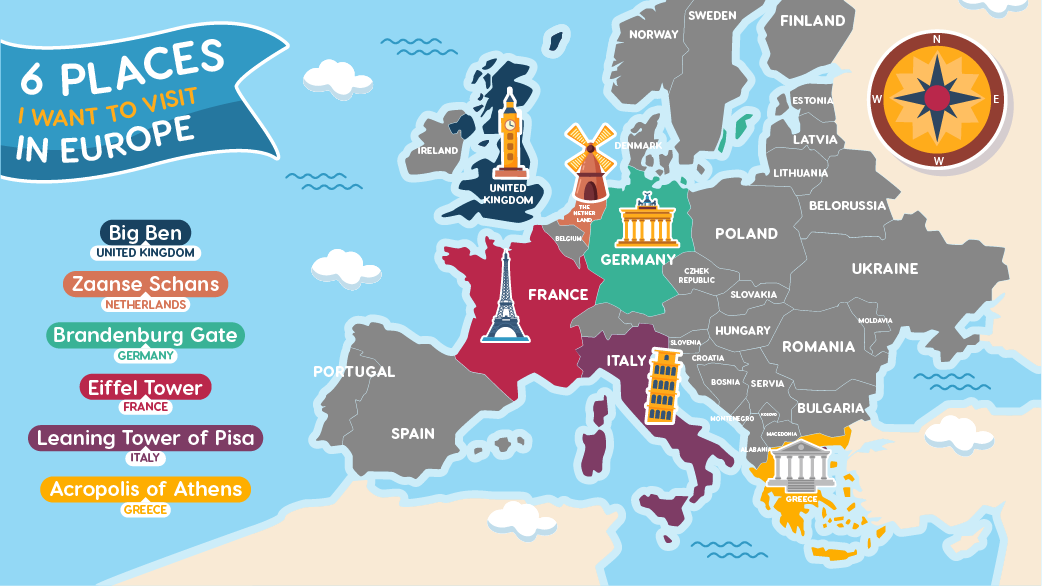 6 PLACES
I WANT TO VISIT
IN EUROPE
Big Ben
UNITED KINGDOM
Zaanse Schans
NETHERLANDS
Brandenburg Gate
GERMANY
Eiffel Tower
FRANCE
Leaning Tower of Pisa
ITALY
Acropolis of Athens
GREECE
N
W
E
W
SWEDEN
FINLAND
NORWAY
ESTONIA
LATVIA
DENMARK
IRELAND
LITHUANIA
UNITED
KINGDOM
BELORUSSIA
THE
NETHER
LAND
BELGIUM
POLAND
GERMANY
UKRAINE
CZHEK
REPUBLIC
FRANCE
SLOVAKIA
MOLDAVIA
HUNGARY
SLOVENIA
ROMANIA
CROATIA
ITALY
PORTUGAL
BOSNIA
SERVIA
BULGARIA
KOSOVO
MONTENEGRO
SPAIN
MACEDONIA
ALABANIA
GREECE